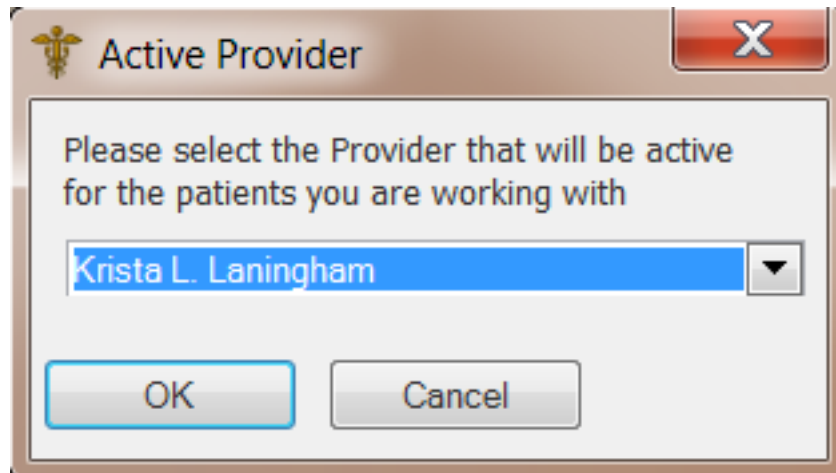 Active Provider
Please select the Provider that will be active
for the patients you are working with
Krista L. Laningham
OK
Cancel